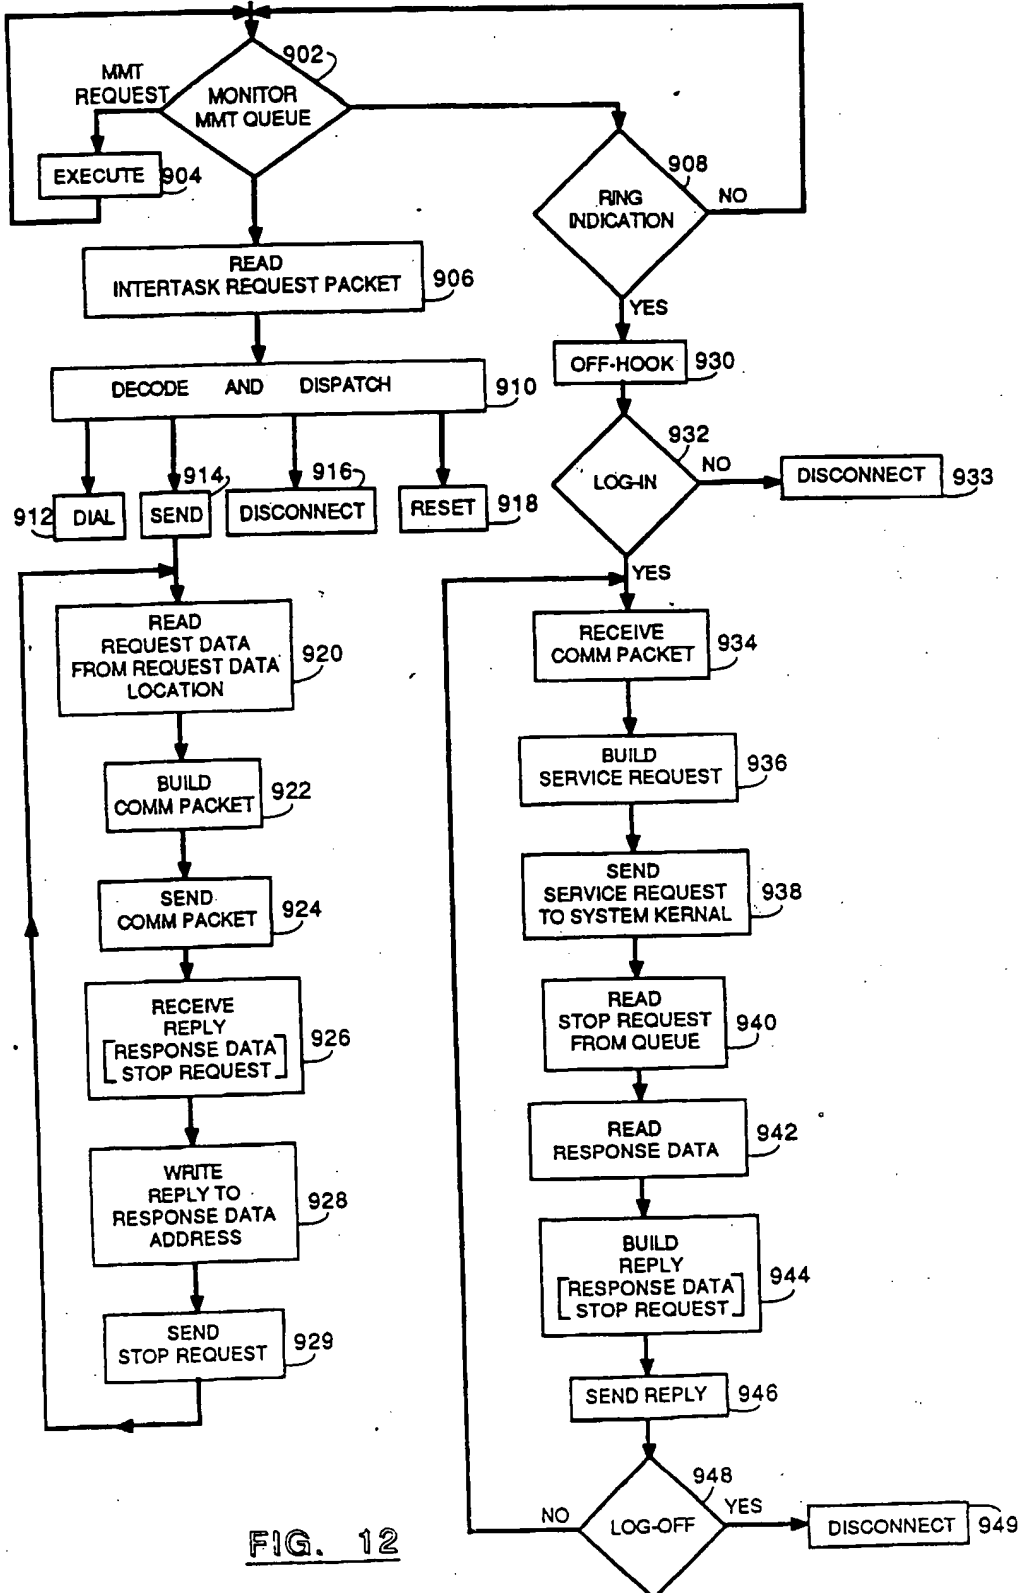 902
MMT
REQUEST
MONITOR
MMT QUEUE
EXECUTE
904
908
RING
INDICATION
NO
READ
INTERTASK REQUEST PACKET
906
YES
OFF-HOOK
930
DECODE AND DISPATCH
910
932
LOG-IN
NO
DISCONNECT
933
912
DIAL
914
SEND
916
DISCONNECT
RESET
918
YES
READ
REQUEST DATA
FROM REQUEST DATA
LOCATION
920
BUILD
COMM PACKET
922
SEND
COMM PACKET
924
RECEIVE
REPLY
[RESPONSE DATA
STOP REQUEST]
926
WRITE
REPLY TO
RESPONSE DATA
ADDRESS
928
SEND
STOP REQUEST
929
RECEIVE
COMM PACKET
934
BUILD
SERVICE REQUEST
936
SEND
SERVICE REQUEST
TO SYSTEM KERNAL
938
READ
STOP REQUEST
FROM QUEUE
940
READ
RESPONSE DATA
942
BUILD
REPLY
[RESPONSE DATA
STOP REQUEST]
944
SEND REPLY
946
948
NO
LOG-OFF
YES
DISCONNECT
949
FIG. 12